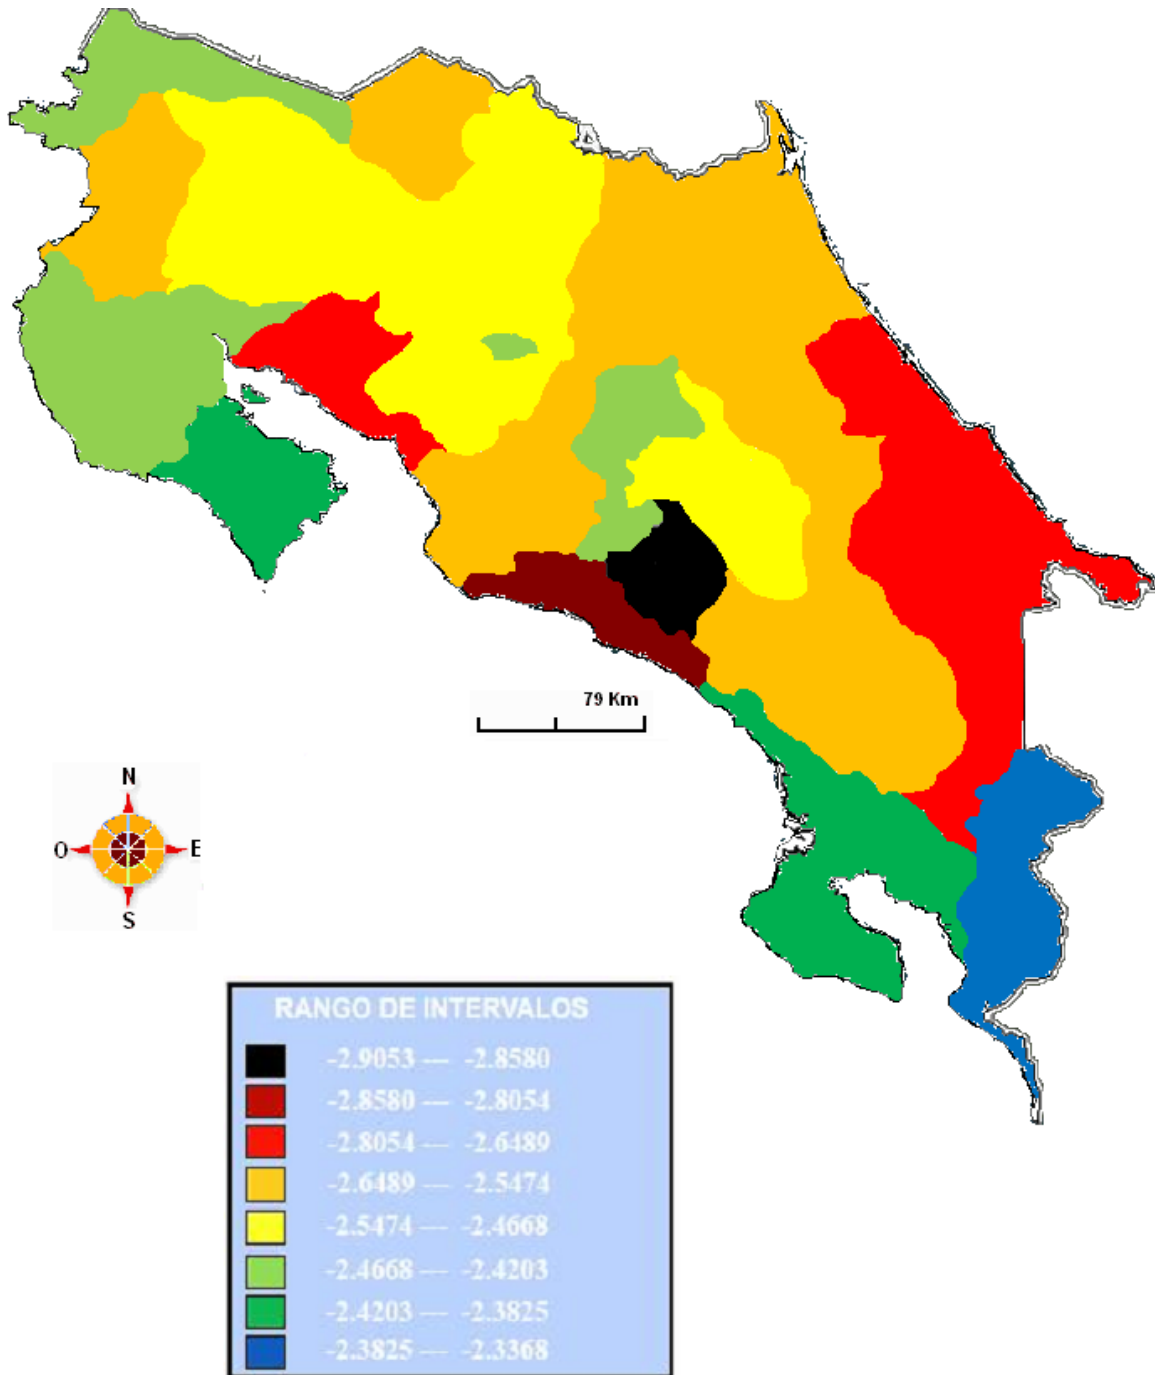 79 Km
N
O
E
S
RANGO DE INTERVALOS
-2.9053 — -2.8580
-2.8580 — -2.8054
-2.8054 — -2.6489
-2.6489 — -2.5474
-2.5474 — -2.4668
-2.4668 — -2.4203
-2.4203 — -2.3825
-2.3825 — -2.3368